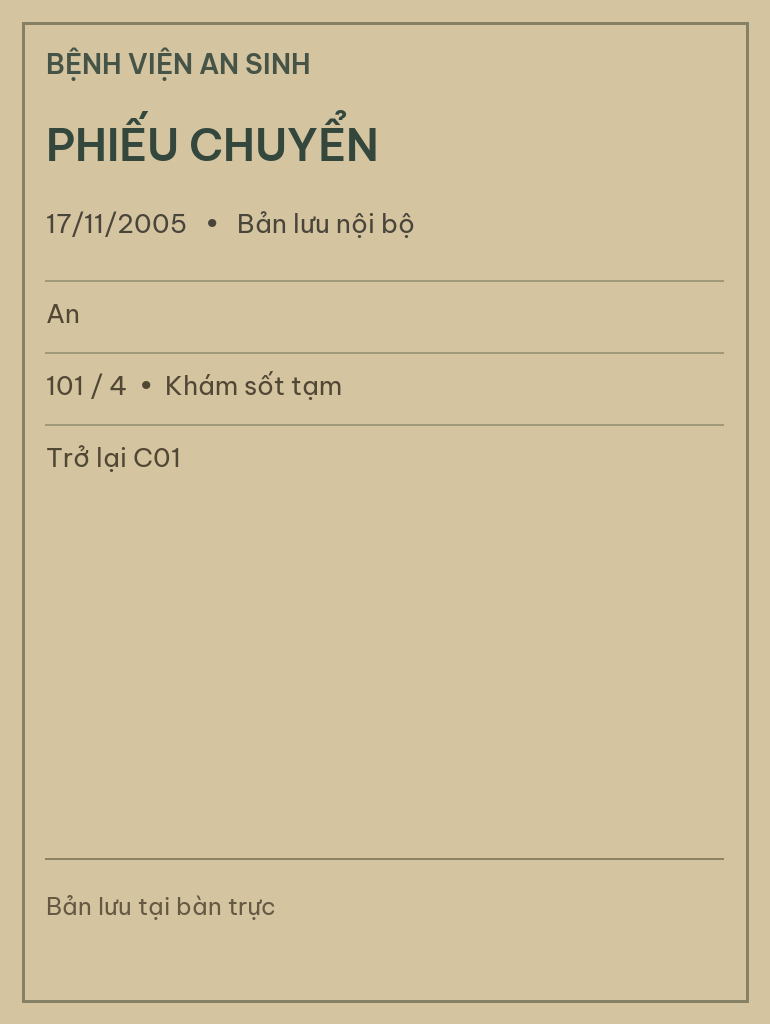 BỆNH VIỆN AN SINH
PHIẾU CHUYỂN
17/11/2005 • Bản lưu nội bộ
An
101 / 4 • Khám sốt tạm
Trở lại C01
Bản lưu tại bàn trực